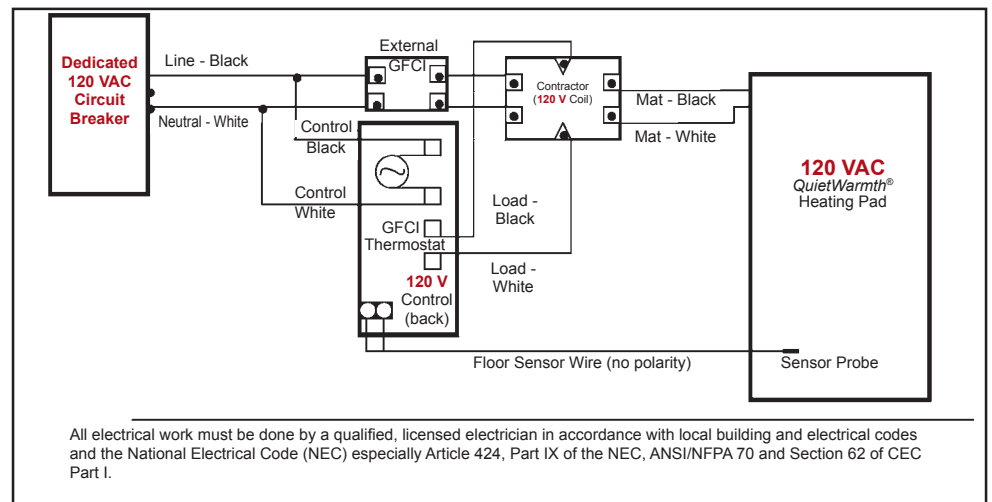 Dedicated
120 VAC
Circuit
Breaker
Line - Black
Neutral - White
External
GFCI
Contractor
(120 V Coil)
Mat - Black
Mat - White
Control
Black
Control
White
GFCI
Thermostat
120 V
Control
(back)
Load -
Black
Load -
White
120 VAC
QuietWarmth®
Heating Pad
Floor Sensor Wire (no polarity)
Sensor Probe
All electrical work must be done by a qualified, licensed electrician in accordance with local building and electrical codes
and the National Electrical Code (NEC) especially Article 424, Part IX of the NEC, ANSI/NFPA 70 and Section 62 of CEC
Part I.